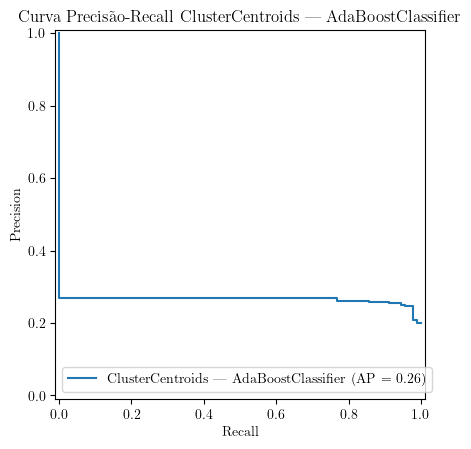 Curva Precisão-Recall ClusterCentroids — AdaBoostClassifier
1.0
0.8
0.6
0.4
0.2
0.0
Precision
ClusterCentroids — AdaBoostClassifier (AP = 0.26)
0.0 0.2 0.4 0.6 0.8 1.0
Recall